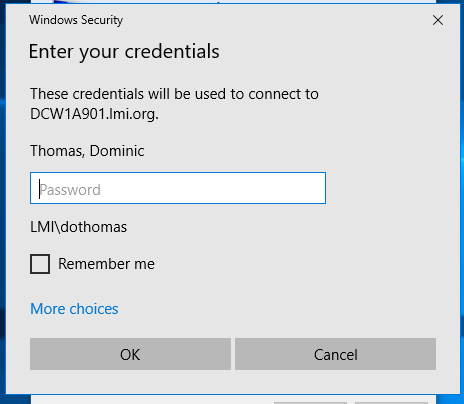 Windows Security
Enter your credentials
These credentials will be used to connect to
DCW1A901.lmi.org.
Thomas, Dominic
Password
LMI\dothomas
Remember me
More choices
OK
Cancel